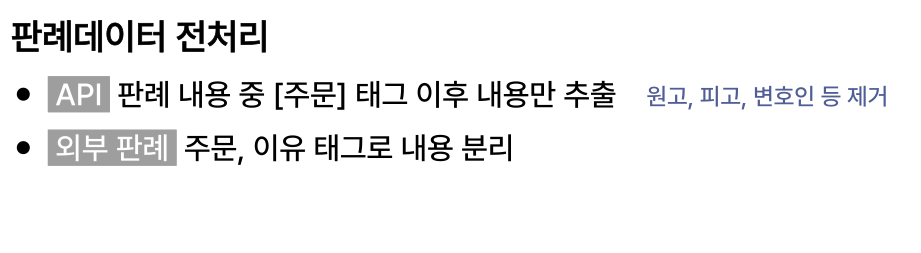 판례데이터 전처리
• API 판례 내용 중 [주문] 태그 이후 내용만 추출 원고, 피고, 변호인 등 제거
• 외부 판례 주문, 이유 태그로 내용 분리